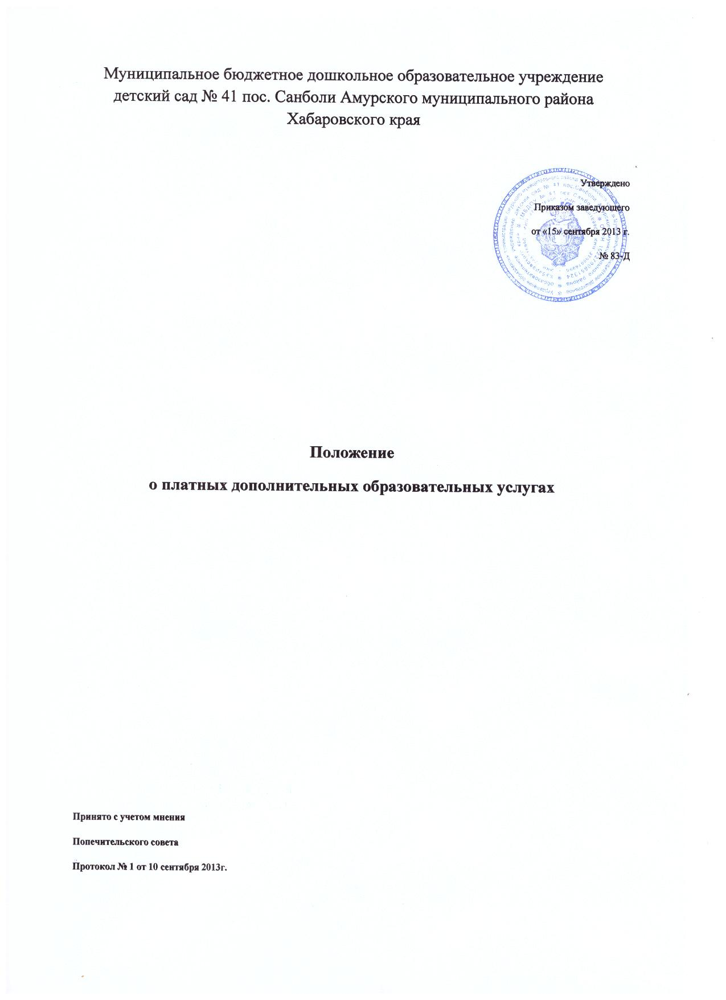 Муниципальное бюджетное дошкольное образовательное учреждение
детский сад № 41 пос. Санболи Амурского муниципального района
Хабаровского края
Утверждено
Приказом заведующего
от «15» сентября 2013 г.
№ 83-Д
Положение
о платных дополнительных образовательных услугах
Принято с учетом мнения
Попечительского совета
Протокол № 1 от 10 сентября 2013г.